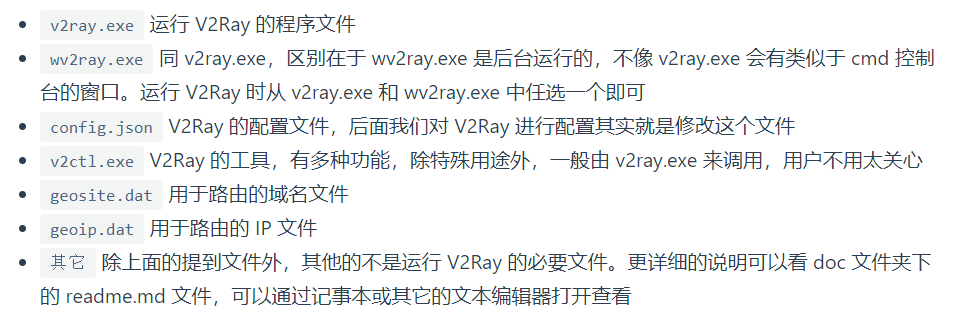 v2ray.exe 运行 V2Ray 的程序文件
wv2ray.exe 同 v2ray.exe，区别在于 wv2ray.exe 是后台运行的，不像 v2ray.exe 会有类似于 cmd 控制
台的窗口。运行 V2Ray 时从 v2ray.exe 和 wv2ray.exe 中任选一个即可
config.json V2Ray 的配置文件，后面我们对 V2Ray 进行配置其实就是修改这个文件
v2ctl.exe V2Ray 的工具，有多种功能，除特殊用途外，一般由 v2ray.exe 来调用，用户不用太关心
geosite.dat 用于路由的域名文件
geoip.dat 用于路由的 IP 文件
其它 除上面的提到文件外，其他的不是运行 V2Ray 的必要文件。更详细的说明可以看 doc 文件夹下
的 readme.md 文件，可以通过记事本或其它的文本编辑器打开查看